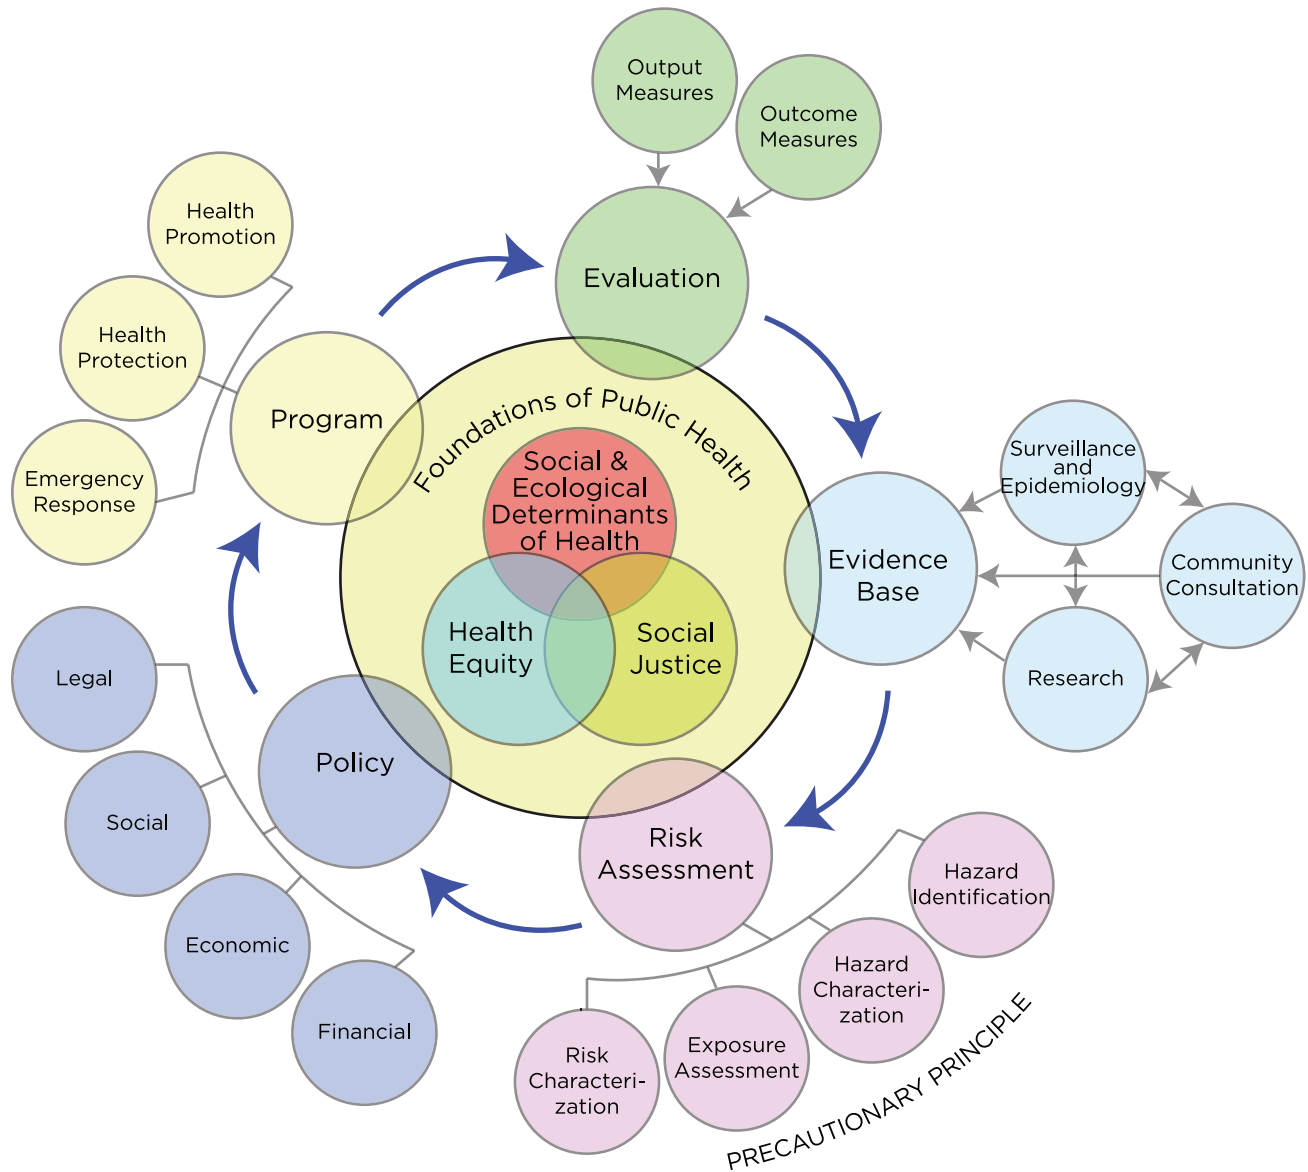 Output
Measures
Outcome
Measures
Health
Promotion
Evaluation
Health
Protection
Program
Foundations of Public Health
Emergency
Response
Social &
Ecological
Determinants
of Health
Surveillance
and
Epidemiology
Evidence
Base
Community
Consultation
Health
Equity
Social
Justice
Research
Legal
Policy
Social
Risk
Assessment
Hazard
Identification
Economic
Hazard
Characteri-
zation
Financial
Risk
Characteri-
zation
Exposure
Assessment
PRECAUTIONARY PRINCIPLE